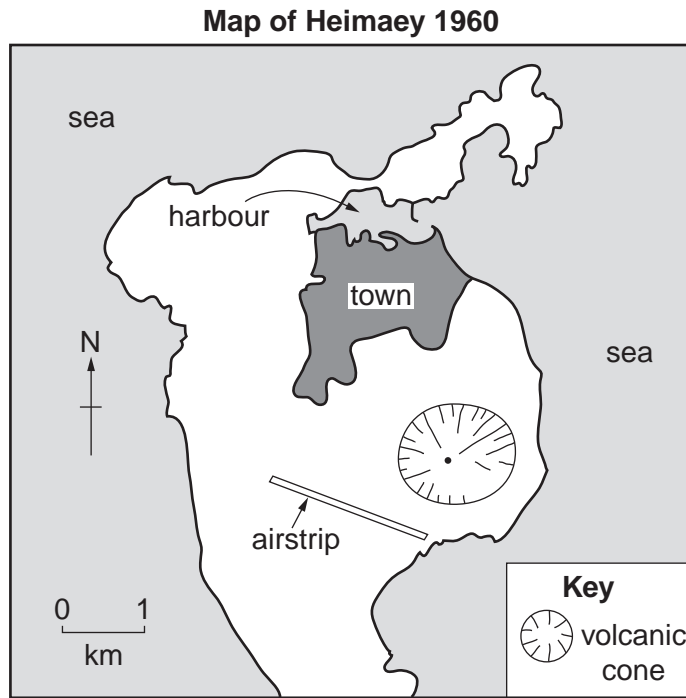 Map of Heimaey 1960
sea
harbour
town
N
sea
airstrip
0 1
km
Key
volcanic
cone